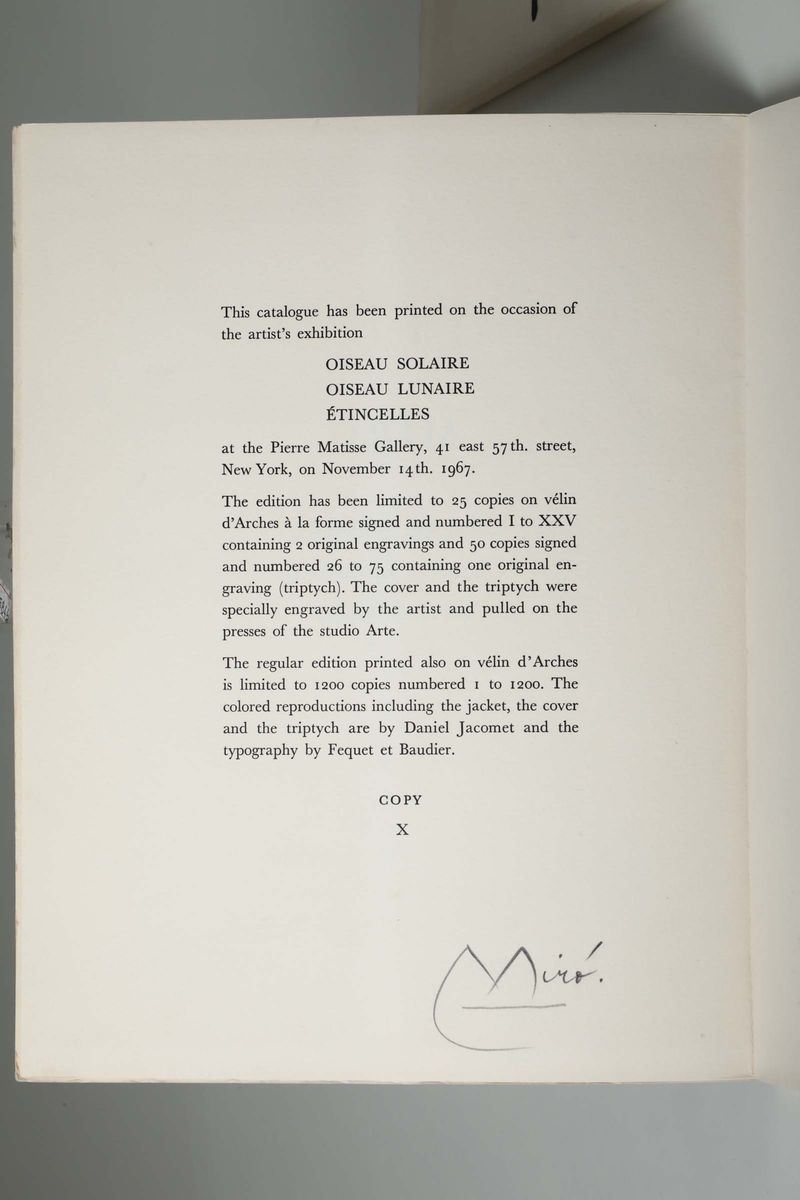 This catalogue has been printed on the occasion of
the artist's exhibition
OISEAU SOLAIRE
OISEAU LUNAIRE
ÉTINCELLES
at the Pierre Matisse Gallery, 41 east 57th. street,
New York, on November 14th. 1967.
The edition has been limited to 25 copies on vélin
d'Arches à la forme signed and numbered I to XXV
containing 2 original engravings and 50 copies signed
and numbered 26 to 75 containing one original en-
graving (triptych). The cover and the triptych were
specially engraved by the artist and pulled on the
presses of the studio Arte.
The regular edition printed also on vélin d'Arches
is limited to 1200 copies numbered 1 to 1200. The
colored reproductions including the jacket, the cover
and the triptych are by Daniel Jacomet and the
typography by Fequet et Baudier.
COPY
X
Miró.